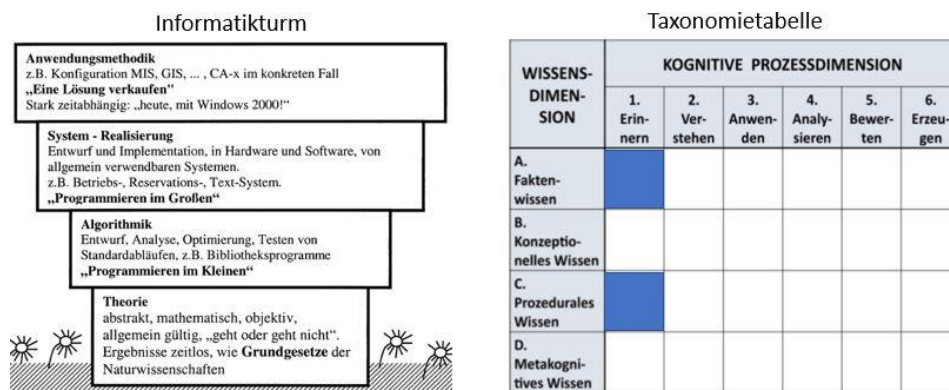 Informatikturm
Anwendungsmethodik
z.B. Konfiguration MIS, GIS, ... , CA-x im konkreten Fall
„Eine Lösung verkaufen"
Stark zeitabhängig: „heute, mit Windows 2000!“
System - Realisierung
Entwurf und Implementation, in Hardware und Software, von
allgemein verwendbaren Systemen.
z.B. Betriebs-, Reservations-, Text-System.
„Programmieren im Großen“
Algorithmik
Entwurf, Analyse, Optimierung, Testen von
Standardabläufen, z.B. Bibliotheksprogramme
„Programmieren im Kleinen“
Theorie
abstrakt, mathematisch, objektiv,
allgemein gültig, „geht oder geht nicht“.
Ergebnisse zeitlos, wie Grundgesetze der
Naturwissenschaften
Taxonomietabelle
WISSENS-
DIMEN-
SION
KOGNITIVE PROZESSDIMENSION
1.
Erin-
nern
2.
Ver-
stehen
3.
Anwen-
den
4.
Analy-
sieren
5.
Bewer-
ten
6.
Erzeu-
gen
A.
Fakten-
wissen
B.
Konzeptio-
nelles Wissen
C.
Prozedurales
Wissen
D.
Metakogni-
tives Wissen